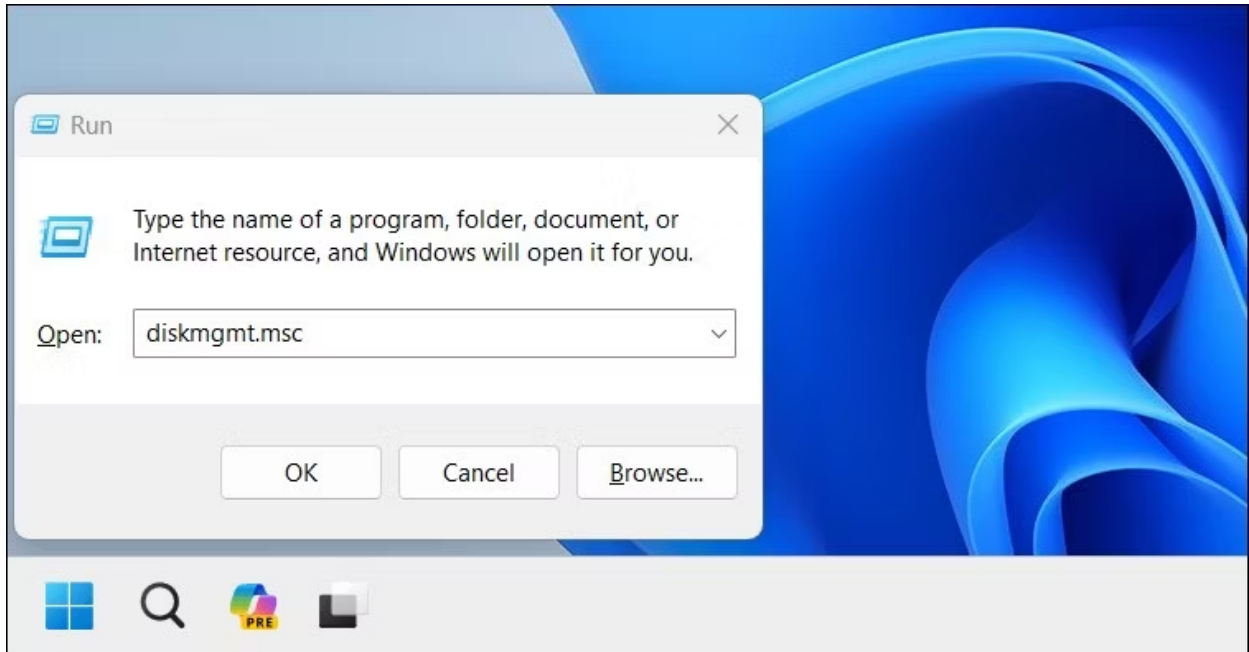 Run
Type the name of a program, folder, document, or
Internet resource, and Windows will open it for you.
Open:
diskmgmt.msc
OK
Cancel
Browse...
PRE